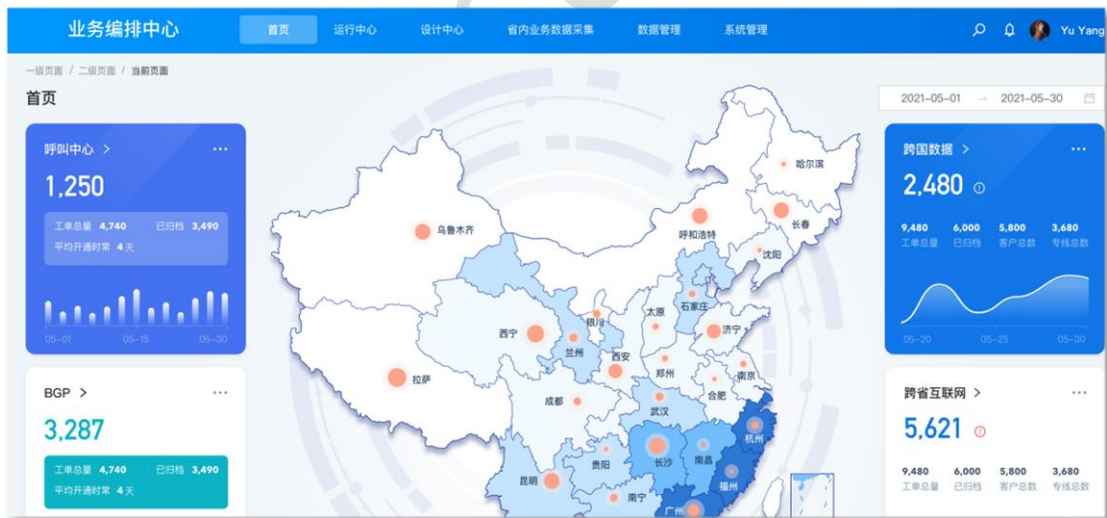 业务编排中心 首页 运行中心 设计中心 省内业务数据采集 数据管理 系统管理 Yu Yang
一级页面 / 二级页面 / 当前页面
首页
2021-05-01 → 2021-05-30
呼叫中心 > ...
1,250
工单总量 4,740 已归档 3,490
平均开通时常 4 天
05-01 05-15 05-30
BGP > ...
3,287
工单总量 4,740 已归档 3,490
平均开通时常 4 天
哈尔滨
长春
乌鲁木齐
呼和浩特
沈阳
石家庄
太原
银川
济宁
西宁
兰州
西安
郑州
南京
拉萨
成都
合肥
武汉
杭州
贵阳
长沙
南昌
昆明
福州
南宁
广州
跨国数据 > ...
2,480
9,480 6,000 5,800 3,680
工单总量 已归档 客户总数 专线总数
05-20 05-25 05-30
跨省互联网 > ...
5,621
9,480 6,000 5,800 3,680
工单总量 已归档 客户总数 专线总数